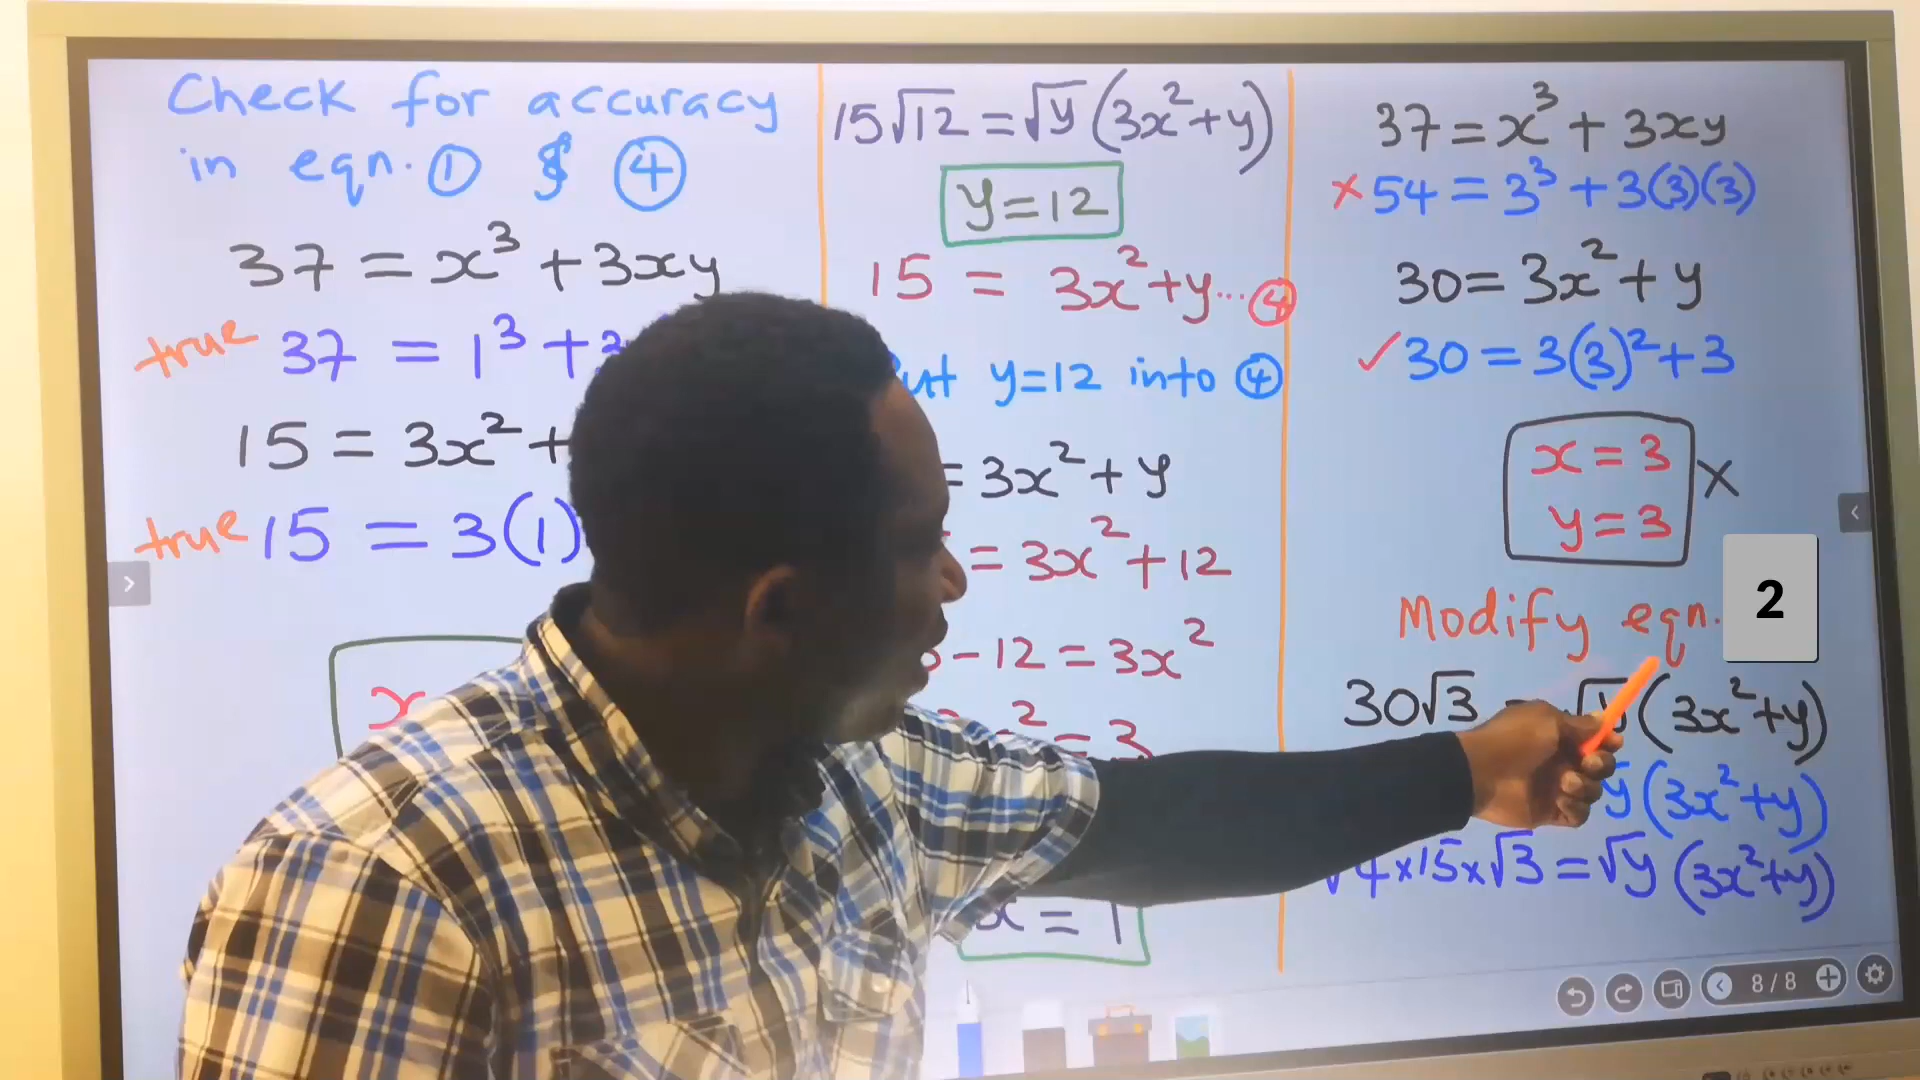 Check for accuracy
in eqn. ① & ④
37 = x³ + 3xy
true 37 = 1³ + 3
15 = 3x² +
true 15 = 3(1)
x
15√12 = √y (3x² + y)
y = 12
15 = 3x² + y ... ④
Put y = 12 into ④
= 3x² + y
= 3x² + 12
- 12 = 3x²
² = 3
x = 1
37 = x³ + 3xy
× 54 = 3³ + 3(3)(3)
30 = 3x² + y
✓ 30 = 3(3)² + 3
x = 3
y = 3
×
Modify eqn. 2
30√3 = √y (3x² + y)
y (3x² + y)
√4 × 15 × √3 = √y (3x² + y)
8 / 8